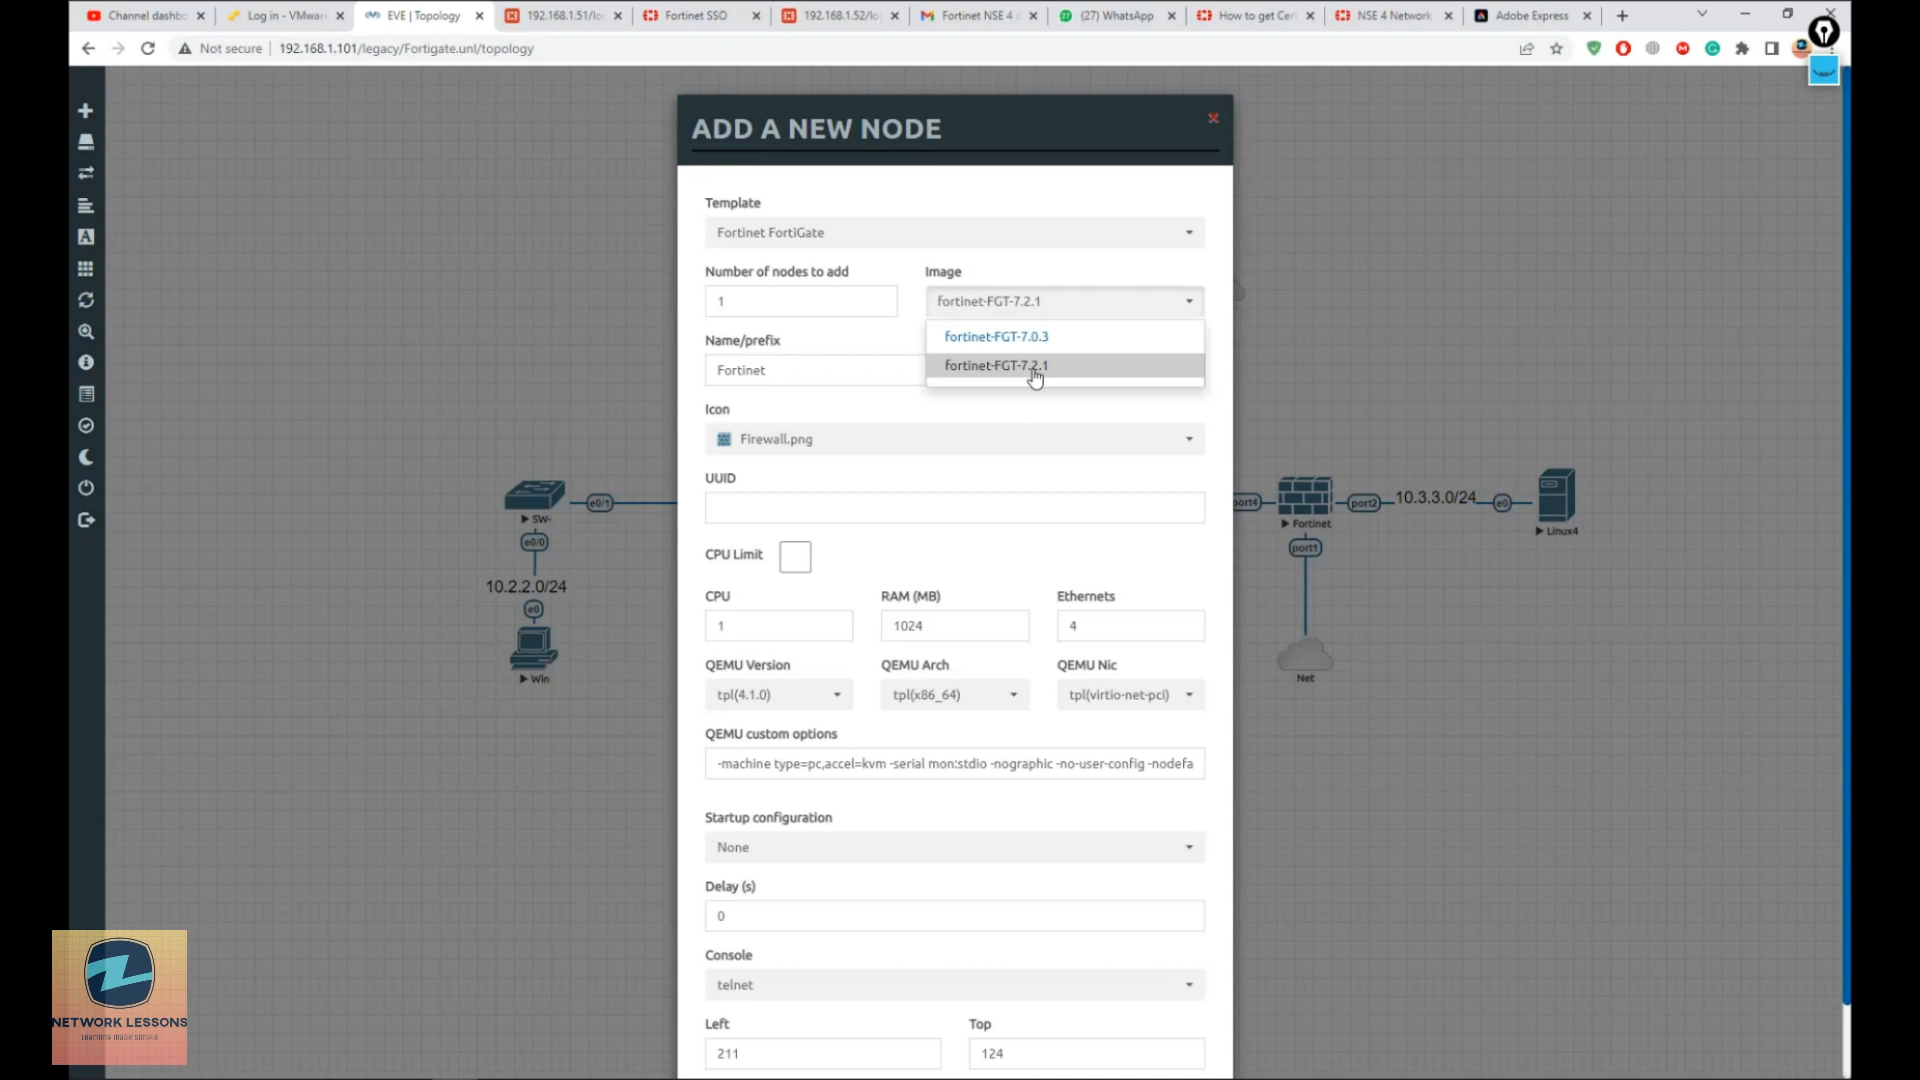 Channel dashb
Log in - VMwar
EVE | Topology
192.168.1.51/lo
Fortinet SSO
192.168.1.52/lo
Fortinet NSE 4
(27) WhatsApp
How to get Cer
NSE 4 Network
Adobe Express
Not secure
192.168.1.101/legacy/Fortigate.unl/topology
ADD A NEW NODE
Template
Fortinet FortiGate
Number of nodes to add
Image
1
fortinet-FGT-7.2.1
fortinet-FGT-7.0.3
fortinet-FGT-7.2.1
Name/prefix
Fortinet
Icon
Firewall.png
UUID
CPU Limit
CPU
RAM (MB)
Ethernets
1
1024
4
QEMU Version
QEMU Arch
QEMU Nic
tpl(4.1.0)
tpl(x86_64)
tpl(virtio-net-pci)
QEMU custom options
-machine type=pc,accel=kvm -serial mon:stdio -nographic -no-user-config -nodefa
Startup configuration
None
Delay (s)
0
Console
telnet
Left
Top
211
124
SW-
e0/1
e0/0
10.2.2.0/24
e0
Win
port4
Fortinet
port2
10.3.3.0/24
e0
Linux4
port1
Net
NETWORK LESSONS
LEARNING MADE SIMPLE